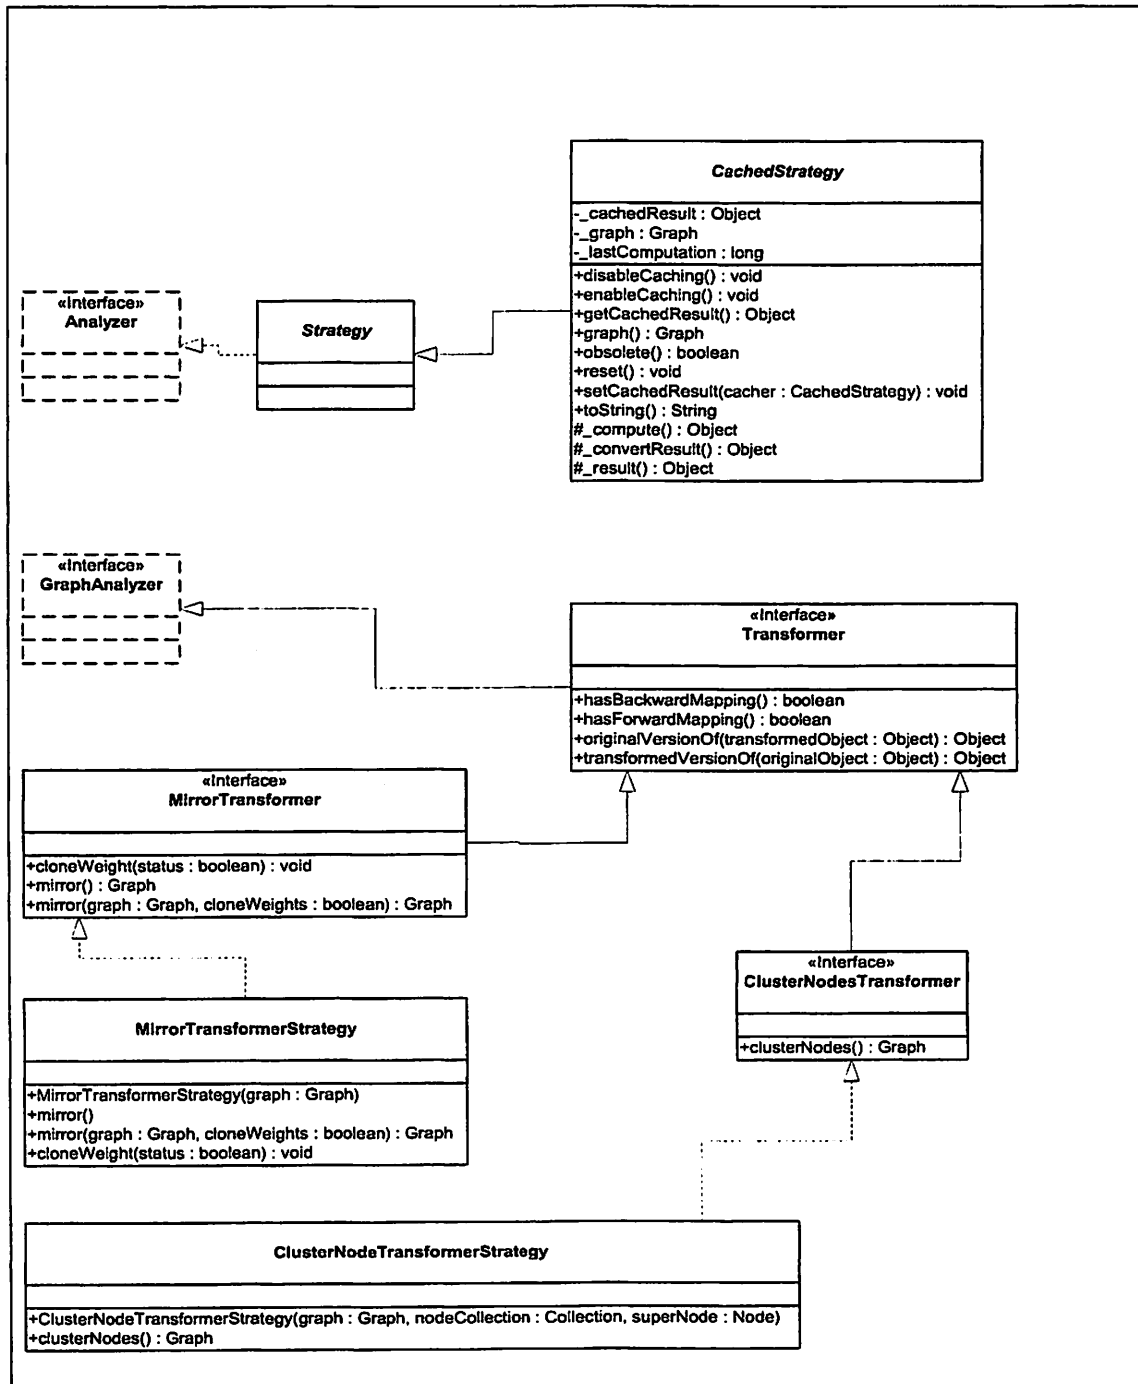 CachedStrategy
-_cachedResult : Object
-_graph : Graph
-_lastComputation : long
+disableCaching() : void
+enableCaching() : void
+getCachedResult() : Object
+graph() : Graph
+obsolete() : boolean
+reset() : void
+setCachedResult(cacher : CachedStrategy) : void
+toString() : String
#_compute() : Object
#_convertResult() : Object
#_result() : Object
«Interface»
Analyzer
Strategy
«Interface»
GraphAnalyzer
«Interface»
Transformer
+hasBackwardMapping() : boolean
+hasForwardMapping() : boolean
+originalVersionOf(transformedObject : Object) : Object
+transformedVersionOf(originalObject : Object) : Object
«Interface»
MirrorTransformer
+cloneWeight(status : boolean) : void
+mirror() : Graph
+mirror(graph : Graph, cloneWeights : boolean) : Graph
«Interface»
ClusterNodesTransformer
+clusterNodes() : Graph
MirrorTransformerStrategy
+MirrorTransformerStrategy(graph : Graph)
+mirror()
+mirror(graph : Graph, cloneWeights : boolean) : Graph
+cloneWeight(status : boolean) : void
ClusterNodeTransformerStrategy
+ClusterNodeTransformerStrategy(graph : Graph, nodeCollection : Collection, superNode : Node)
+clusterNodes() : Graph